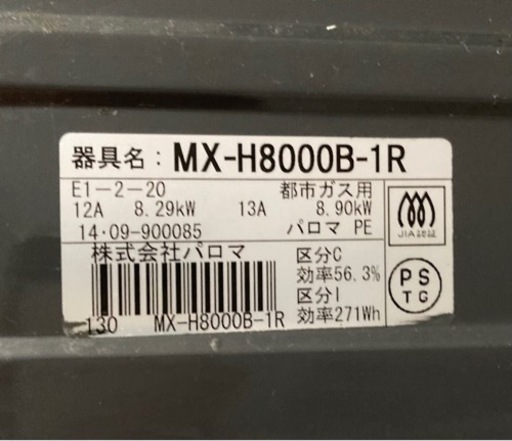 器具名：MX-H8000B-1R
E1-2-20 都市ガス用
12A 8.29kW 13A 8.90kW
14･09-900085 パロマ PE
株式会社パロマ 区分C
効率56.3%
区分I
130 MX-H8000B-1R 効率271Wh
JIA認証
PS
TG